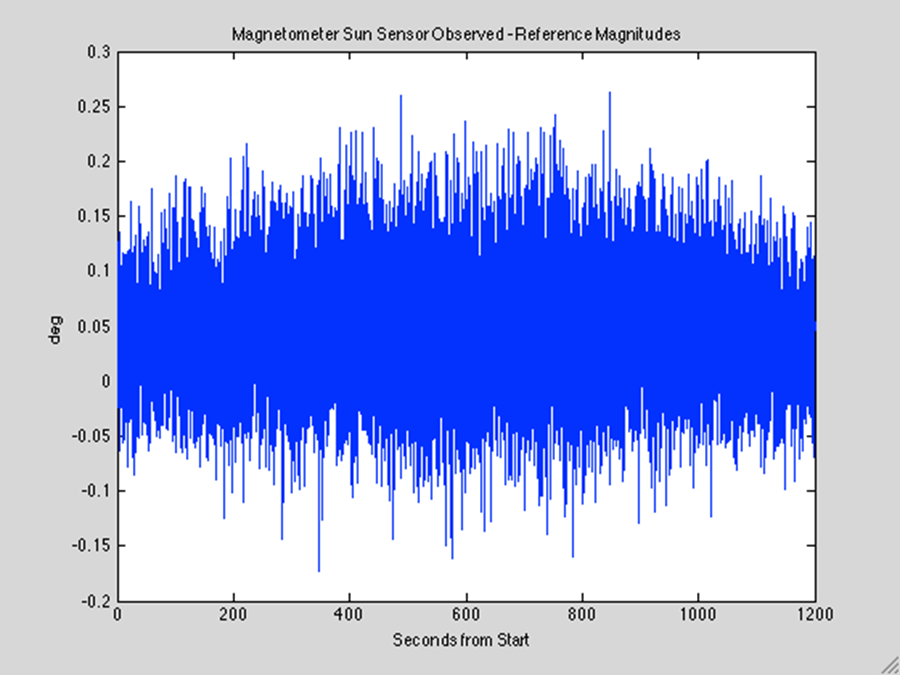 Magnetometer Sun Sensor Observed - Reference Magnitudes
0.3
0.25
0.2
0.15
0.1
0.05
0
-0.05
-0.1
-0.15
-0.2
deg
0 200 400 600 800 1000 1200
Seconds from Start